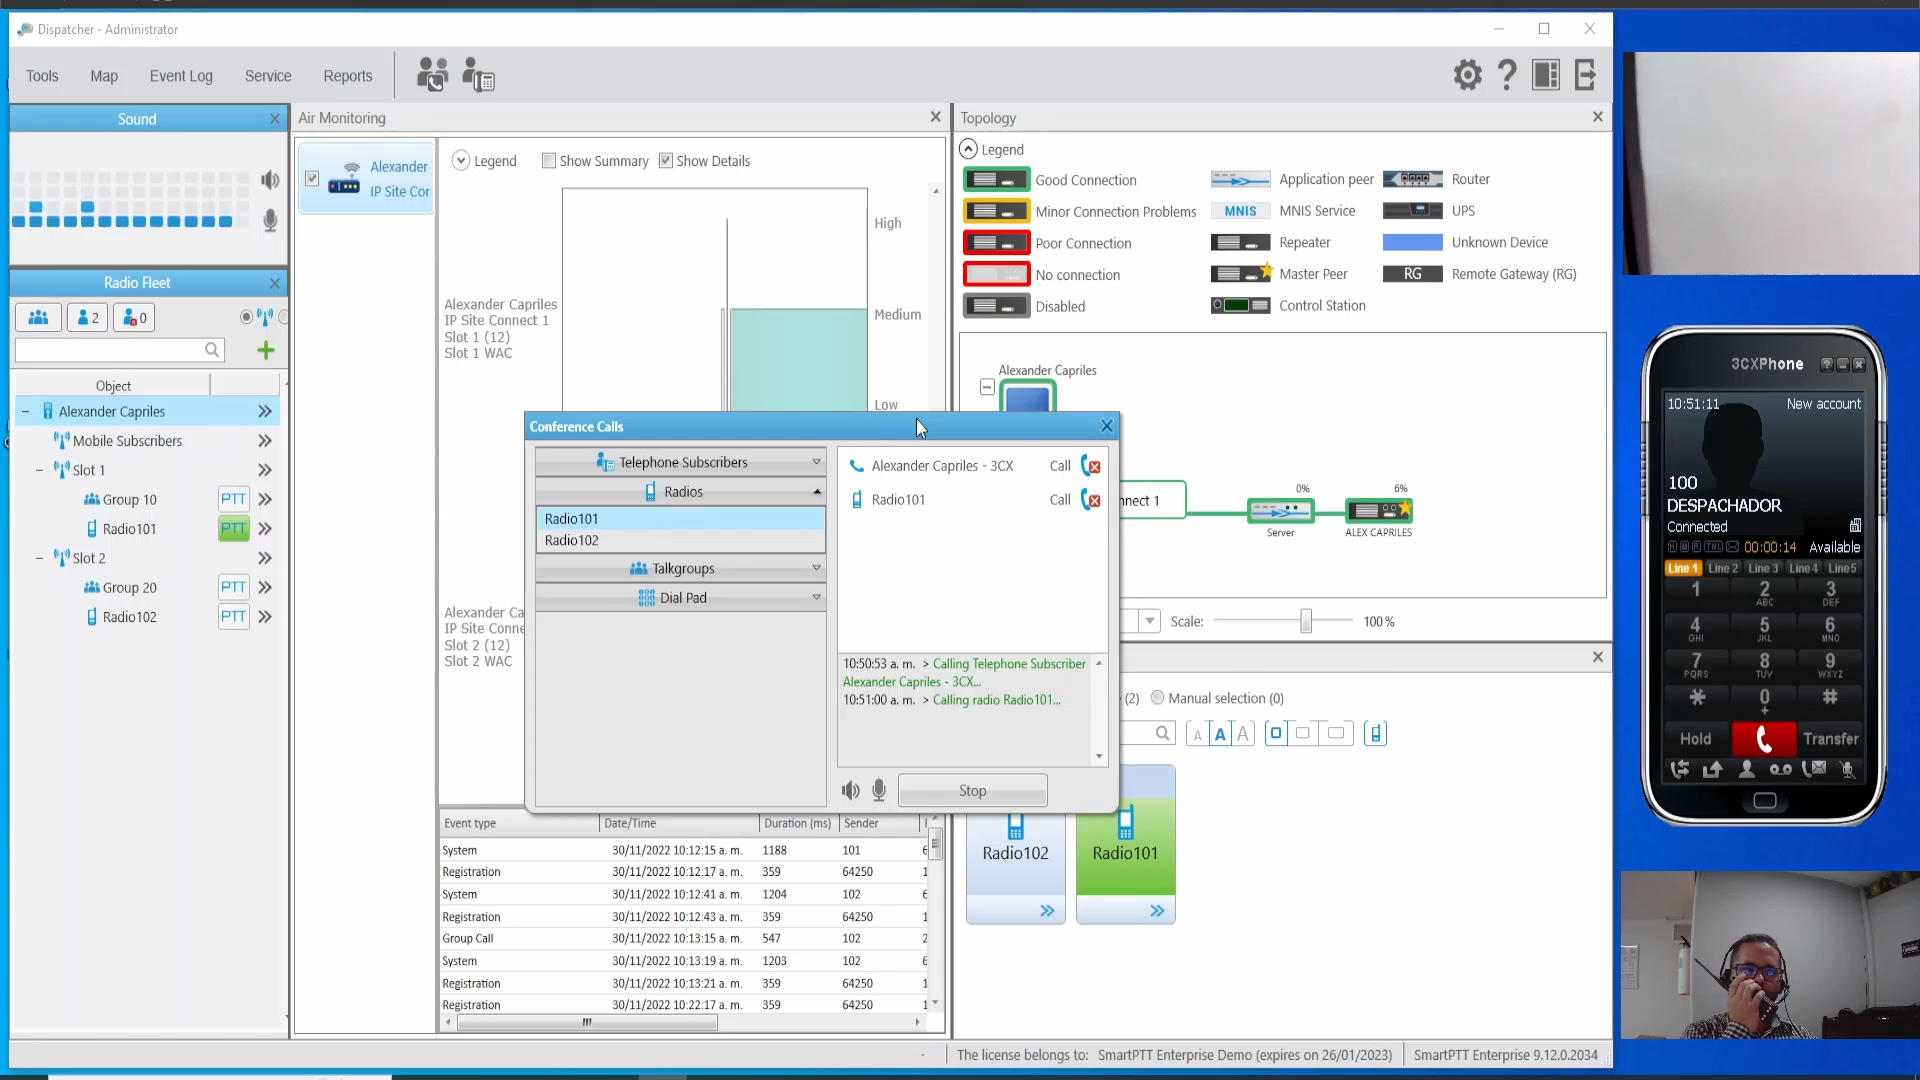 Dispatcher - Administrator
Tools
Map
Event Log
Service
Reports
Sound
Radio Fleet
2
0
Object
Alexander Capriles
Mobile Subscribers
Slot 1
Group 10
PTT
Radio101
PTT
Slot 2
Group 20
PTT
Radio102
PTT
Air Monitoring
Alexander
IP Site Cor
Legend
Show Summary
Show Details
High
Medium
Low
Alexander Capriles
IP Site Connect 1
Slot 1 (12)
Slot 1 WAC
Alexander Ca
IP Site Conne
Slot 2 (12)
Slot 2 WAC
Event type Date/Time Duration (ms) Sender
System 30/11/2022 10:12:15 a. m. 1188 101
Registration 30/11/2022 10:12:17 a. m. 359 64250
System 30/11/2022 10:12:41 a. m. 1204 102
Registration 30/11/2022 10:12:43 a. m. 359 64250
Group Call 30/11/2022 10:13:15 a. m. 547 102
System 30/11/2022 10:13:19 a. m. 1203 102
Registration 30/11/2022 10:13:21 a. m. 359 64250
Registration 30/11/2022 10:22:17 a. m. 359 64250
Conference Calls
Telephone Subscribers
Radios
Radio101
Radio102
Talkgroups
Dial Pad
Alexander Capriles - 3CX Call
Radio101 Call
10:50:53 a. m. > Calling Telephone Subscriber
Alexander Capriles - 3CX...
10:51:00 a. m. > Calling radio Radio101...
Stop
Topology
Legend
Good Connection
Application peer
Router
Minor Connection Problems
MNIS
MNIS Service
UPS
Poor Connection
Repeater
Unknown Device
No connection
Master Peer
RG
Remote Gateway (RG)
Disabled
Control Station
Alexander Capriles
nnect 1
0%
Server
6%
ALEX CAPRILES
Scale:
100 %
(2)
Manual selection (0)
A A A
Radio102
Radio101
The license belongs to: SmartPTT Enterprise Demo (expires on 26/01/2023)
SmartPTT Enterprise 9.12.0.2034
3CXPhone
10:51:11
New account
100
DESPACHADOR
Connected
00:00:14
Available
Line 1 Line 2 Line 3 Line 4 Line 5
1 2 3
ABC DEF
4 5 6
GHI JKL MNO
7 8 9
PQRS TUV WXYZ
* 0 #
+
Hold
Transfer